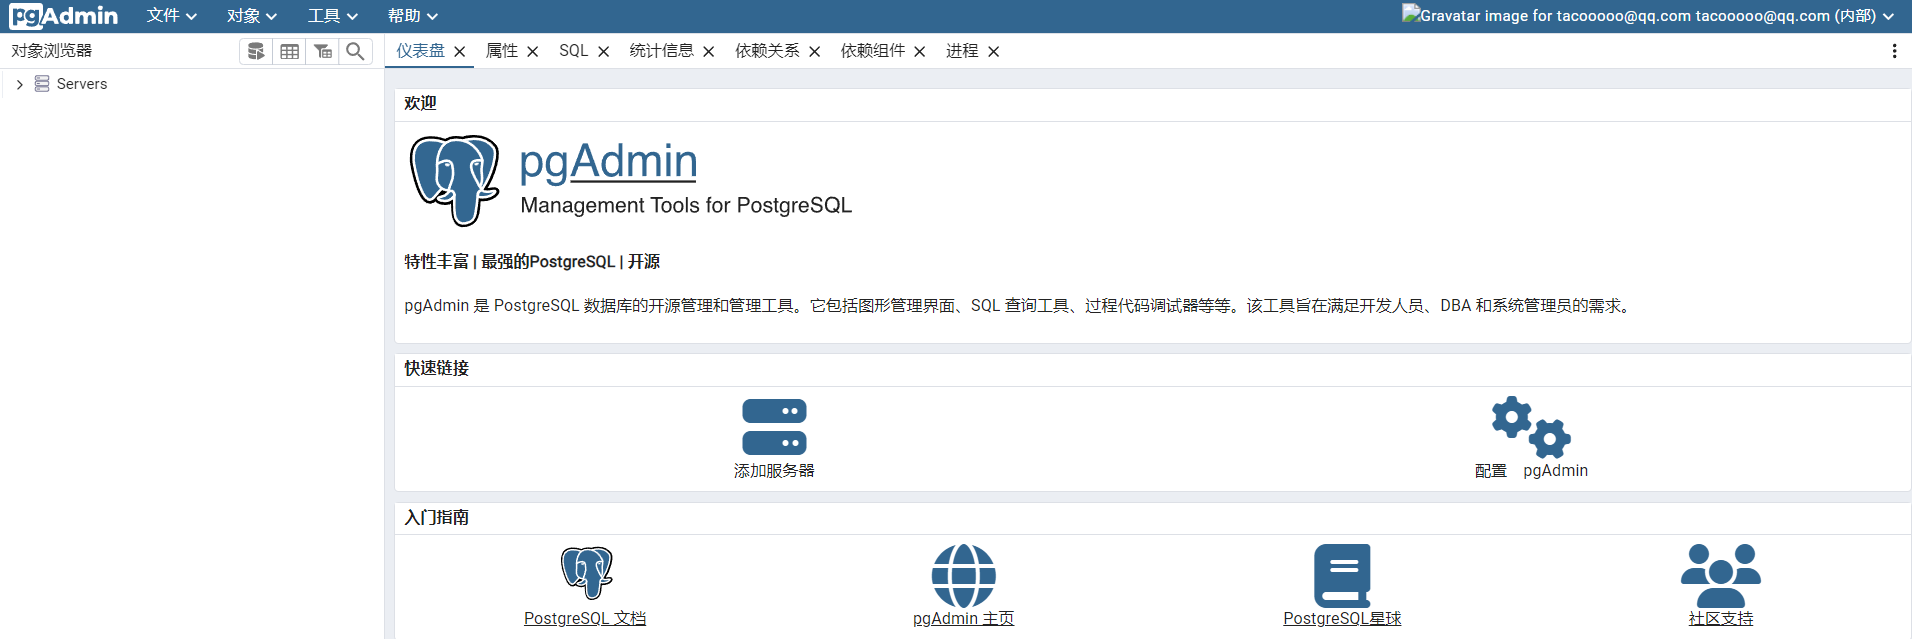 pgAdmin 文件 对象 工具 帮助 Gravatar image for tacooooo@qq.com tacooooo@qq.com (内部)
对象浏览器 仪表盘 属性 SQL 统计信息 依赖关系 依赖组件 进程
Servers
欢迎
pgAdmin
Management Tools for PostgreSQL
特性丰富 | 最强的PostgreSQL | 开源
pgAdmin 是 PostgreSQL 数据库的开源管理和管理工具。它包括图形管理界面、SQL 查询工具、过程代码调试器等等。该工具旨在满足开发人员、DBA 和系统管理员的需求。
快速链接
添加服务器 配置 pgAdmin
入门指南
PostgreSQL 文档 pgAdmin 主页 PostgreSQL星球 社区支持